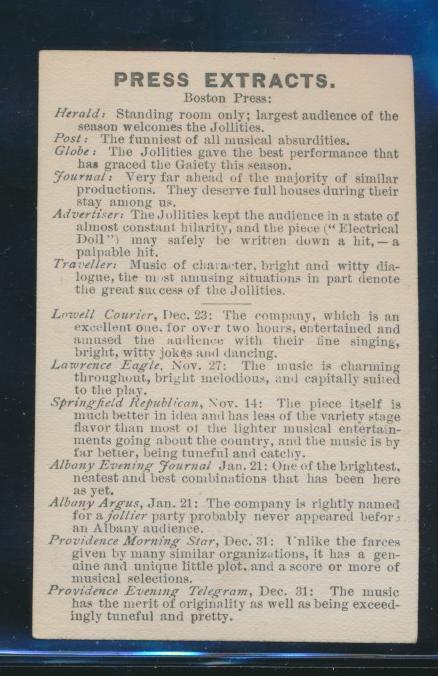 PRESS EXTRACTS.
Boston Press:
Herald: Standing room only; largest audience of the
season welcomes the Jollities.
Post: The funniest of all musical absurdities.
Globe: The Jollities gave the best performance that
has graced the Gaiety this season.
Journal: Very far ahead of the majority of similar
productions. They deserve full houses during their
stay among us.
Advertiser: The Jollities kept the audience in a state of
almost constant hilarity, and the piece ("Electrical
Doll") may safely be written down a hit,—a
palpable hit.
Traveller: Music of character, bright and witty dia-
logue, the most amusing situations in part denote
the great success of the Jollities.
Lowell Courier, Dec. 23: The company, which is an
excellent one, for over two hours, entertained and
amused the audience with their fine singing,
bright, witty jokes and dancing.
Lawrence Eagle, Nov. 27: The music is charming
throughout, bright melodious, and capitally suited
to the play.
Springfield Republican, Nov. 14: The piece itself is
much better in idea and has less of the variety stage
flavor than most of the lighter musical entertain-
ments going about the country, and the music is by
far better, being tuneful and catchy.
Albany Evening Journal Jan. 21: One of the brightest,
neatest and best combinations that has been here
as yet.
Albany Argus, Jan. 21: The company is rightly named
for a jollier party probably never appeared before
an Albany audience.
Providence Morning Star, Dec. 31: Unlike the farces
given by many similar organizations, it has a gen-
uine and unique little plot, and a score or more of
musical selections.
Providence Evening Telegram, Dec. 31: The music
has the merit of originality as well as being exceed-
ingly tuneful and pretty.